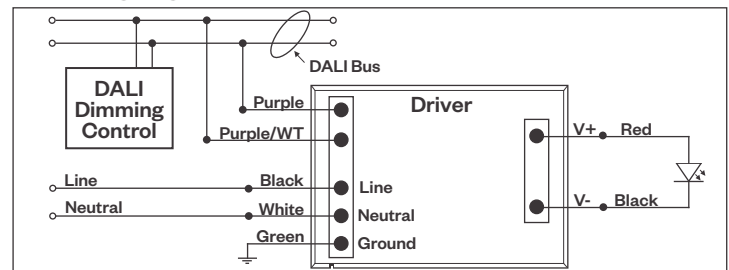 DALI Bus
DALI
Dimming
Control
Purple
Purple/WT
Driver
V+ Red
Line Black Line
Neutral White Neutral
V- Black
Green Ground